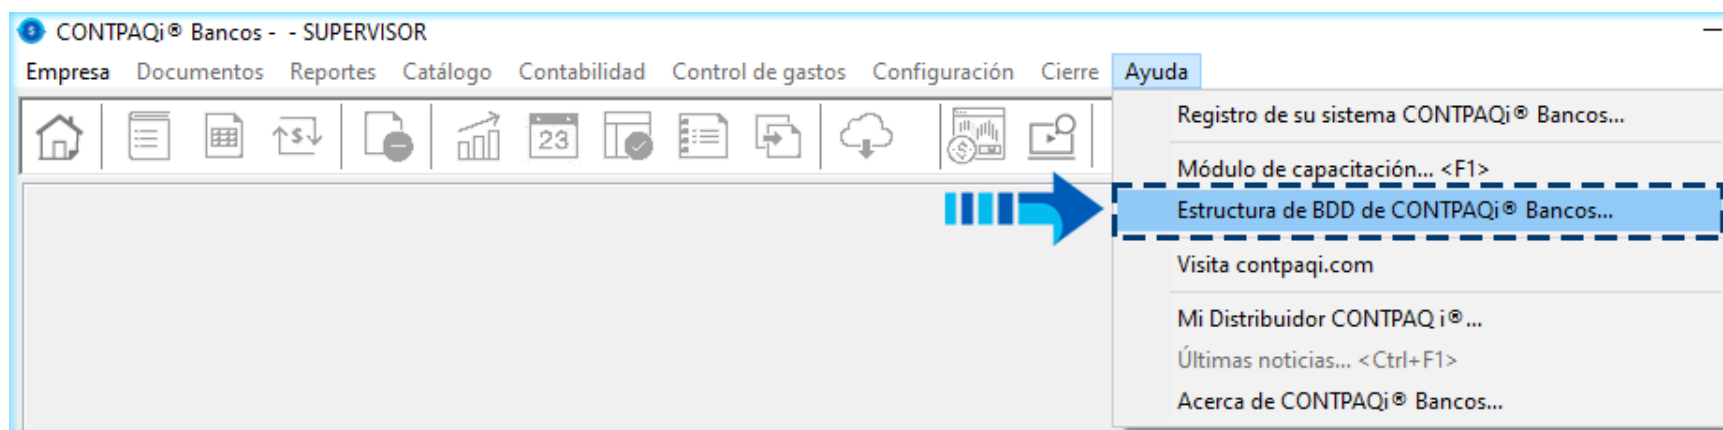 CONTPAQi® Bancos - - SUPERVISOR
Empresa Documentos Reportes Catálogo Contabilidad Control de gastos Configuración Cierre Ayuda
23
Registro de su sistema CONTPAQi® Bancos...
Módulo de capacitación... <F1>
Estructura de BDD de CONTPAQi® Bancos...
Visita contpaqi.com
Mi Distribuidor CONTPAQ i®...
Últimas noticias... <Ctrl+F1>
Acerca de CONTPAQi® Bancos...